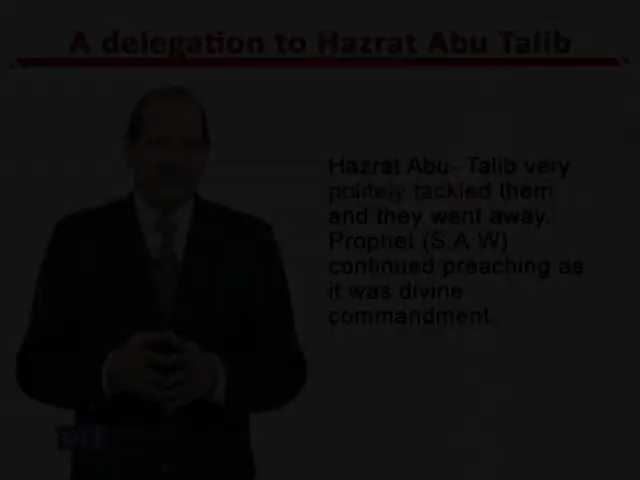 A delegation to Hazrat Abu Talib
Hazrat Abu- Talib very
politely tackled them
and they went away.
Prophet (S.A.W)
continued preaching as
it was divine
commandment.